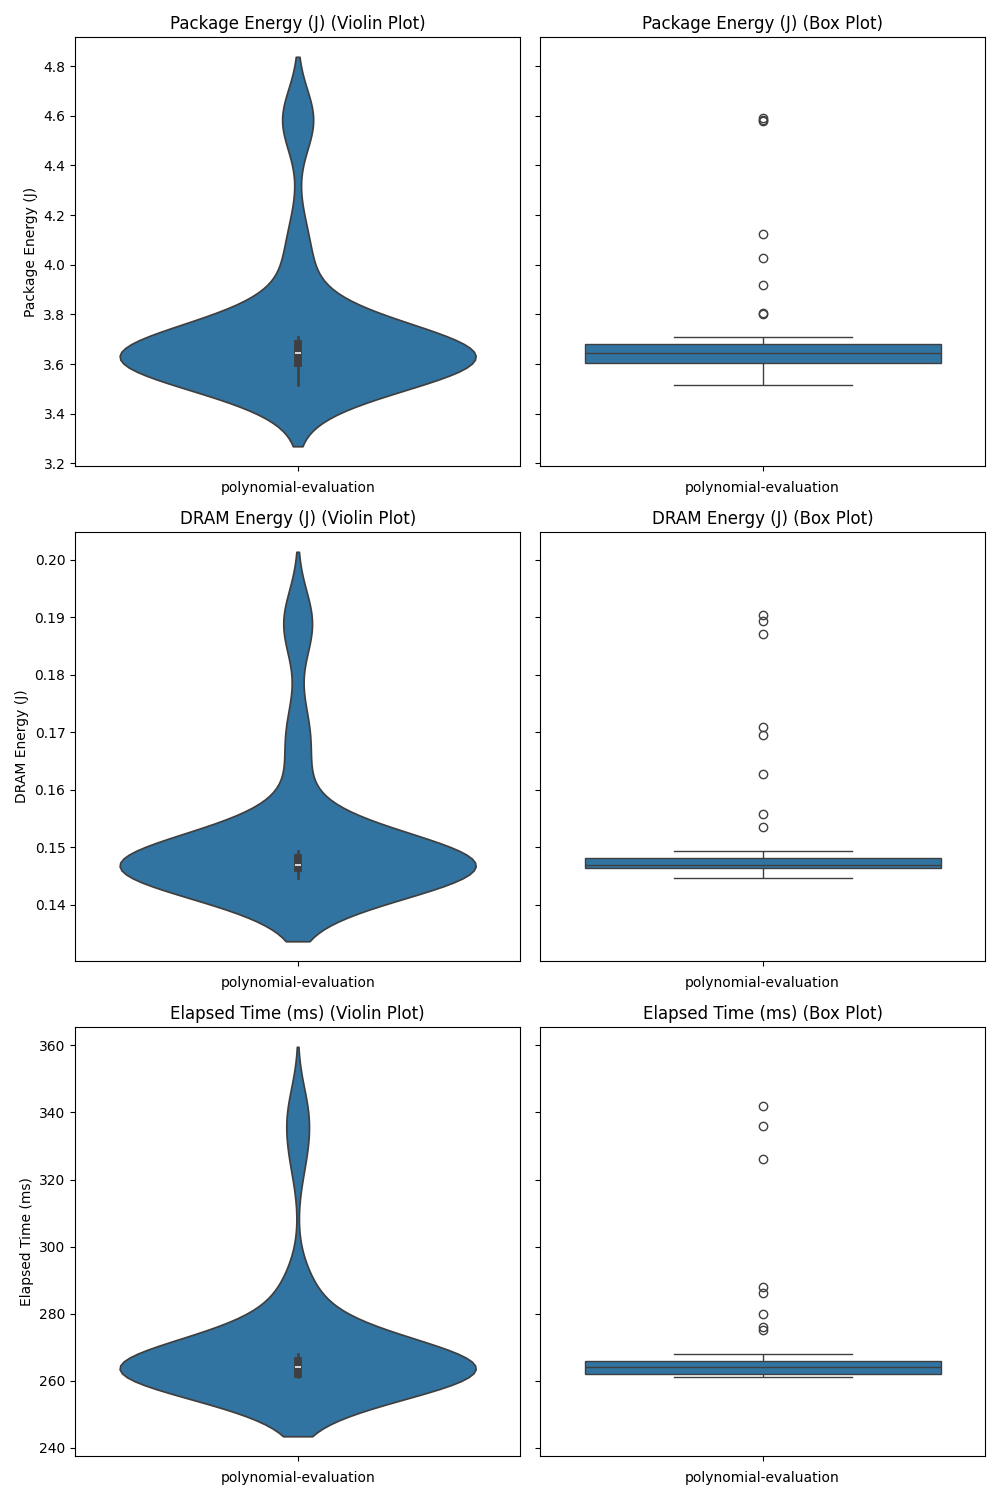 Package Energy (J) (Violin Plot)
Package Energy (J) (Box Plot)
Package Energy (J)
4.8
4.6
4.4
4.2
4.0
3.8
3.6
3.4
3.2
polynomial-evaluation
polynomial-evaluation
DRAM Energy (J) (Violin Plot)
DRAM Energy (J) (Box Plot)
DRAM Energy (J)
0.20
0.19
0.18
0.17
0.16
0.15
0.14
polynomial-evaluation
polynomial-evaluation
Elapsed Time (ms) (Violin Plot)
Elapsed Time (ms) (Box Plot)
Elapsed Time (ms)
360
340
320
300
280
260
240
polynomial-evaluation
polynomial-evaluation